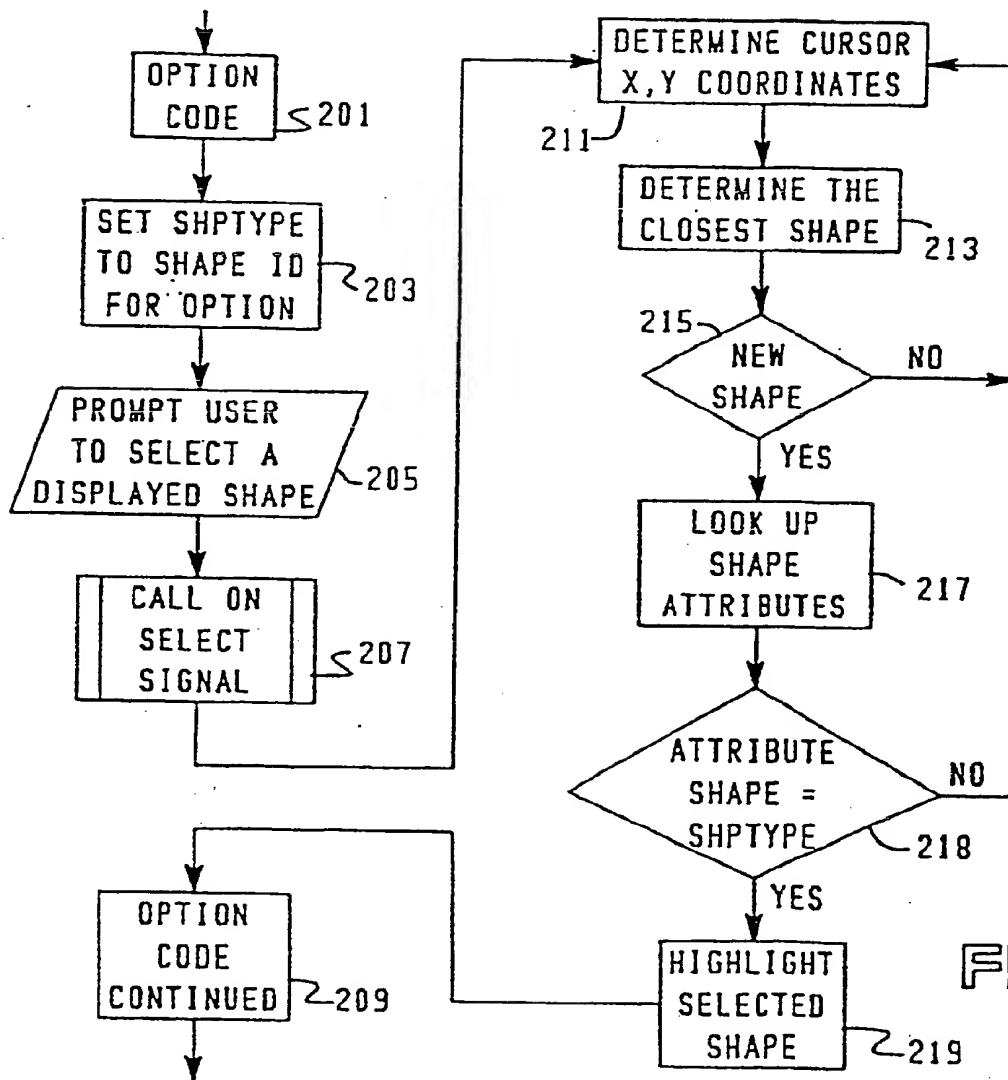 OPTION
CODE
201
SET SHPTYPE
TO SHAPE ID
FOR OPTION
203
PROMPT USER
TO SELECT A
DISPLAYED SHAPE
205
CALL ON
SELECT
SIGNAL
207
OPTION
CODE
CONTINUED
209
DETERMINE CURSOR
X,Y COORDINATES
211
DETERMINE THE
CLOSEST SHAPE
213
215
NEW
SHAPE
NO
YES
LOOK UP
SHAPE
ATTRIBUTES
217
ATTRIBUTE
SHAPE =
SHPTYPE
NO
218
YES
HIGHLIGHT
SELECTED
SHAPE
219